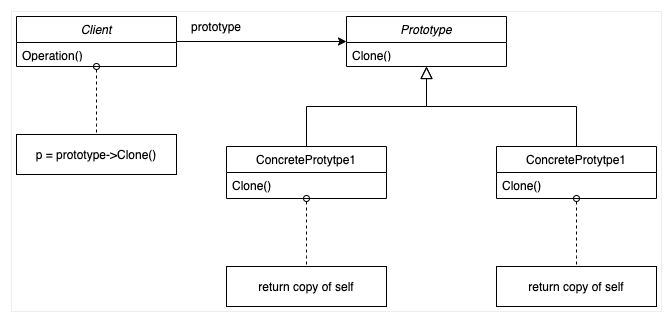 Client
prototype
Prototype
Operation()
Clone()
p = prototype->Clone()
ConcreteProtytpe1
ConcreteProtytpe1
Clone()
Clone()
return copy of self
return copy of self